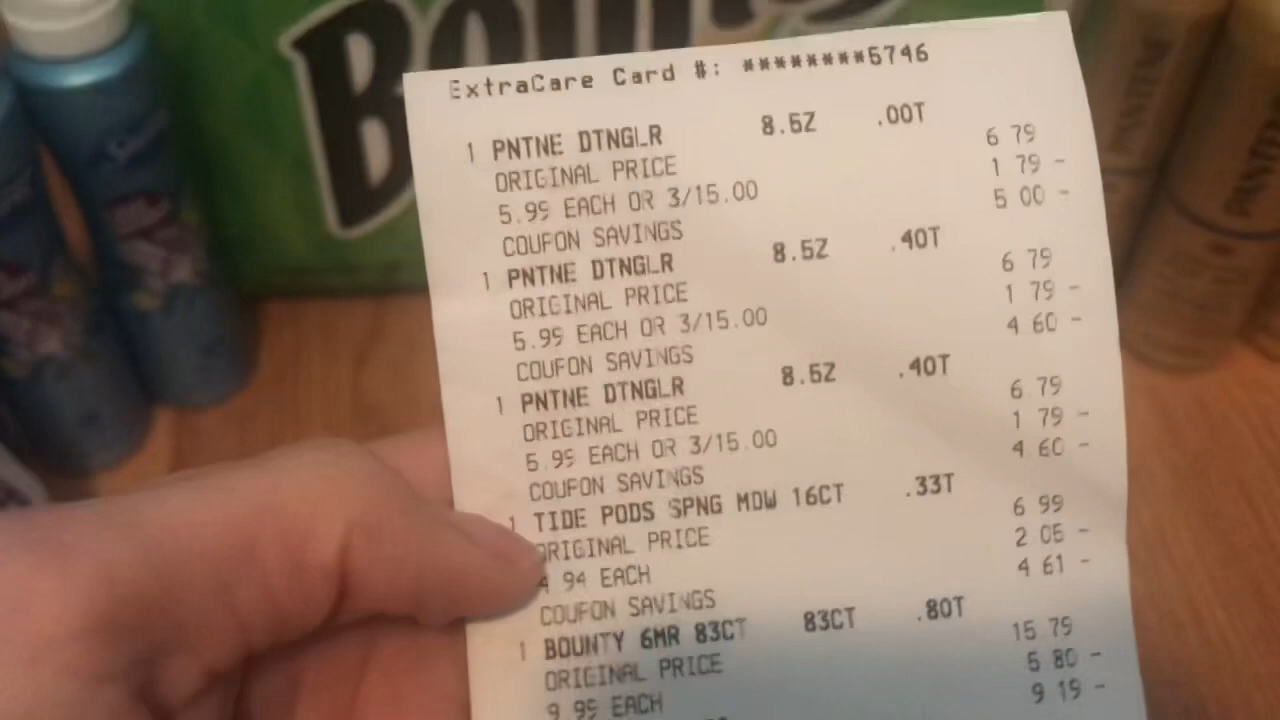 BOUNTY
ExtraCare Card #: ********5746
1 PNTNE DTNGLR 8.5Z .00T
ORIGINAL PRICE 6 79
5.99 EACH OR 3/15.00 1 79 -
COUPON SAVINGS 5 00 -
1 PNTNE DTNGLR 8.5Z .40T
ORIGINAL PRICE 6 79
5.99 EACH OR 3/15.00 1 79 -
COUPON SAVINGS 4 60 -
1 PNTNE DTNGLR 8.5Z .40T
ORIGINAL PRICE 6 79
5.99 EACH OR 3/15.00 1 79 -
COUPON SAVINGS 4 60 -
1 TIDE PODS SPNG MDW 16CT .33T
ORIGINAL PRICE 6 99
4 94 EACH 2 05 -
COUPON SAVINGS 4 61 -
1 BOUNTY 6MR 83CT 83CT .80T
ORIGINAL PRICE 15 79
9.99 EACH 5 80 -
9 19 -